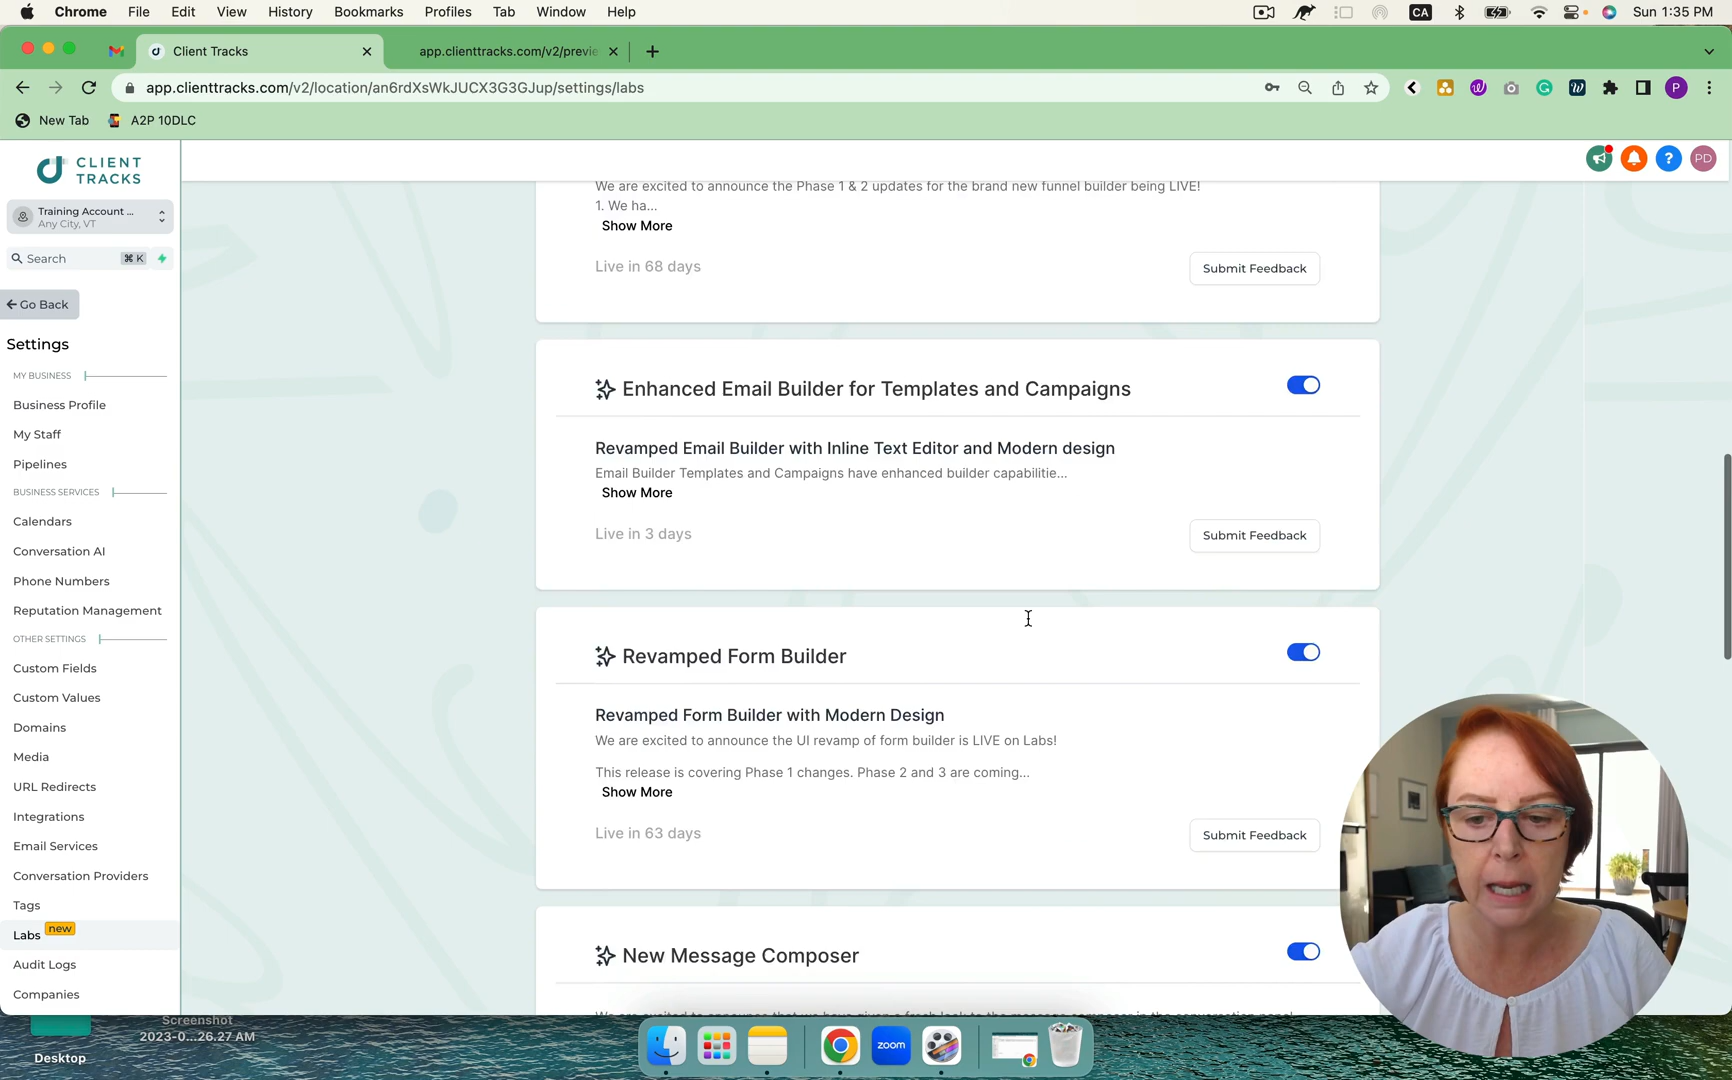 Chrome File Edit View History Bookmarks Profiles Tab Window Help CA Sun 1:35 PM
Client Tracks app.clienttracks.com/v2/previe
app.clienttracks.com/v2/location/an6rdXsWkJUCX3G3GJup/settings/labs P
New Tab A2P 10DLC
CLIENT
TRACKS
? PD
Training Account ...
Any City, VT
Search ⌘ K
Go Back
Settings
MY BUSINESS
Business Profile
My Staff
Pipelines
BUSINESS SERVICES
Calendars
Conversation AI
Phone Numbers
Reputation Management
OTHER SETTINGS
Custom Fields
Custom Values
Domains
Media
URL Redirects
Integrations
Email Services
Conversation Providers
Tags
Labs new
Audit Logs
Companies
We are excited to announce the Phase 1 & 2 updates for the brand new funnel builder being LIVE!
1. We ha...
Show More
Live in 68 days
Submit Feedback
Enhanced Email Builder for Templates and Campaigns
Revamped Email Builder with Inline Text Editor and Modern design
Email Builder Templates and Campaigns have enhanced builder capabilitie...
Show More
Live in 3 days
Submit Feedback
Revamped Form Builder
Revamped Form Builder with Modern Design
We are excited to announce the UI revamp of form builder is LIVE on Labs!
This release is covering Phase 1 changes. Phase 2 and 3 are coming...
Show More
Live in 63 days
Submit Feedback
New Message Composer
Screenshot
2023-0...26.27 AM
Desktop
zoom